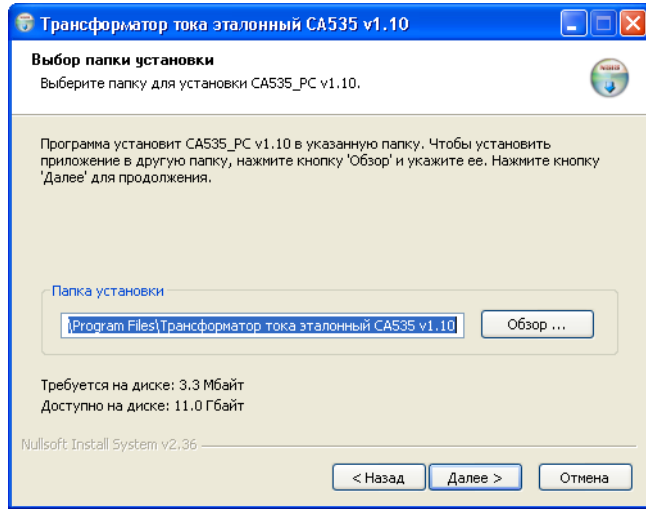 Трансформатор тока эталонный СА535 v1.10
Выбор папки установки
Выберите папку для установки CA535_PC v1.10.
Программа установит CA535_PC v1.10 в указанную папку. Чтобы установить
приложение в другую папку, нажмите кнопку 'Обзор' и укажите ее. Нажмите кнопку
'Далее' для продолжения.
Папка установки
\Program Files\Трансформатор тока эталонный СА535 v1.10
Обзор ...
Требуется на диске: 3.3 Мбайт
Доступно на диске: 11.0 Гбайт
Nullsoft Install System v2.36
< Назад
Далее >
Отмена